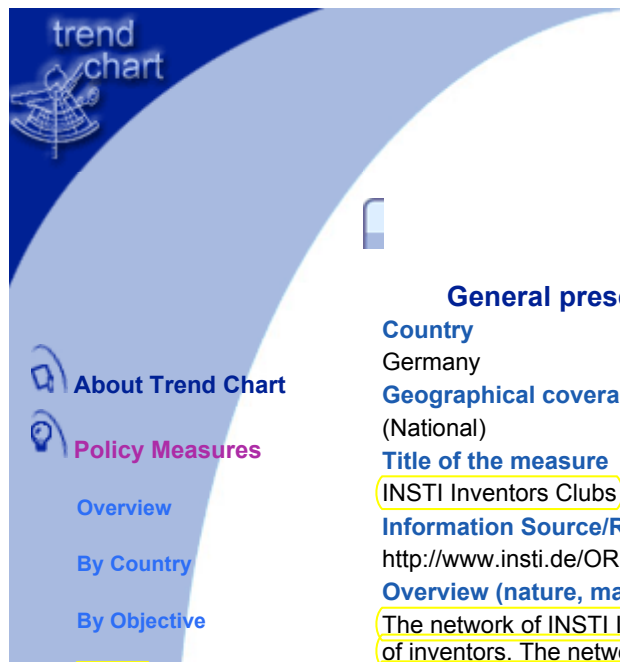 trend
chart
About Trend Chart
Policy Measures
Overview
By Country
By Objective
General prese
Country
Germany
Geographical covera
(National)
Title of the measure
INSTI Inventors Clubs
Information Source/R
http://www.insti.de/OR
Overview (nature, ma
The network of INSTI I
of inventors. The netwo